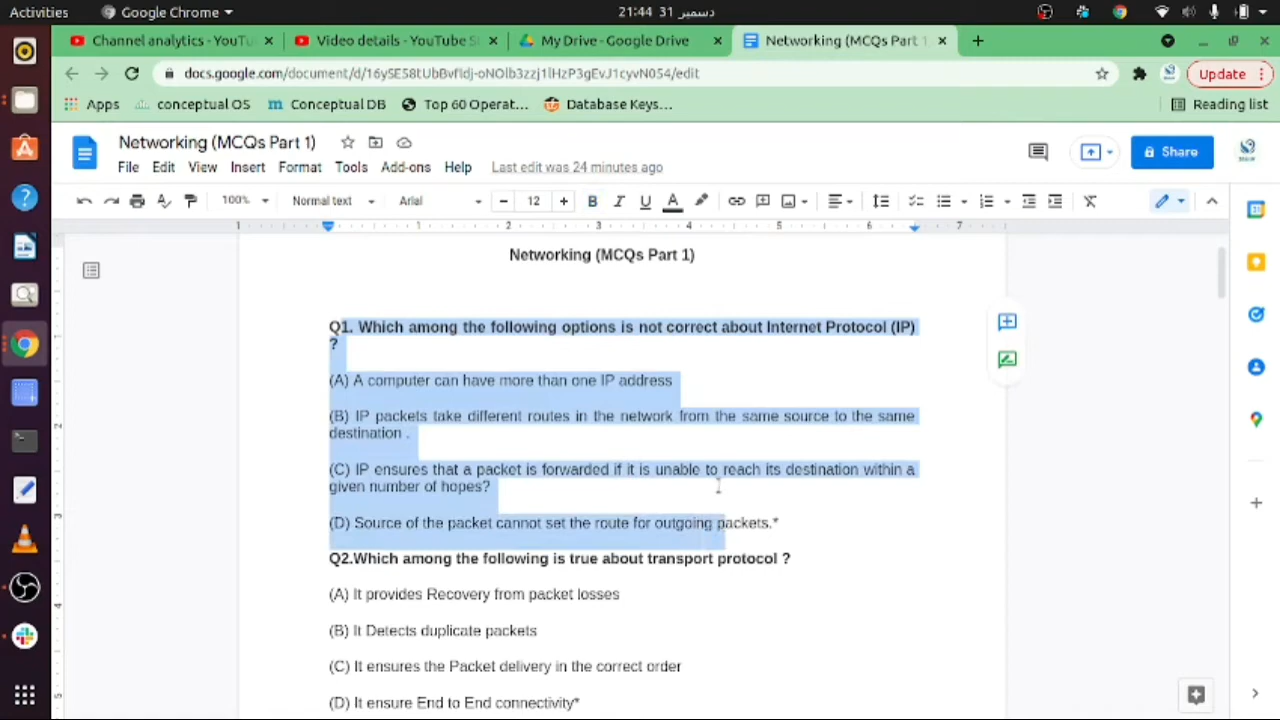 Activities
Google Chrome
21:44 31 دسمبر
Channel analytics - YouTu
Video details - YouTube S
My Drive - Google Drive
Networking (MCQs Part 1
Update
Apps
conceptual OS
Conceptual DB
Top 60 Operat...
Database Keys...
Reading list
Networking (MCQs Part 1)
File Edit View Insert Format Tools Add-ons Help Last edit was 24 minutes ago
Share
100% Normal text Arial 12 B I U A
1 1 2 3 4 5 6 7
Networking (MCQs Part 1)
Q1. Which among the following options is not correct about Internet Protocol (IP)
?
(A) A computer can have more than one IP address
(B) IP packets take different routes in the network from the same source to the same
destination .
(C) IP ensures that a packet is forwarded if it is unable to reach its destination within a
given number of hopes?
(D) Source of the packet cannot set the route for outgoing packets.*
Q2.Which among the following is true about transport protocol ?
(A) It provides Recovery from packet losses
(B) It Detects duplicate packets
(C) It ensures the Packet delivery in the correct order
(D) It ensure End to End connectivity*